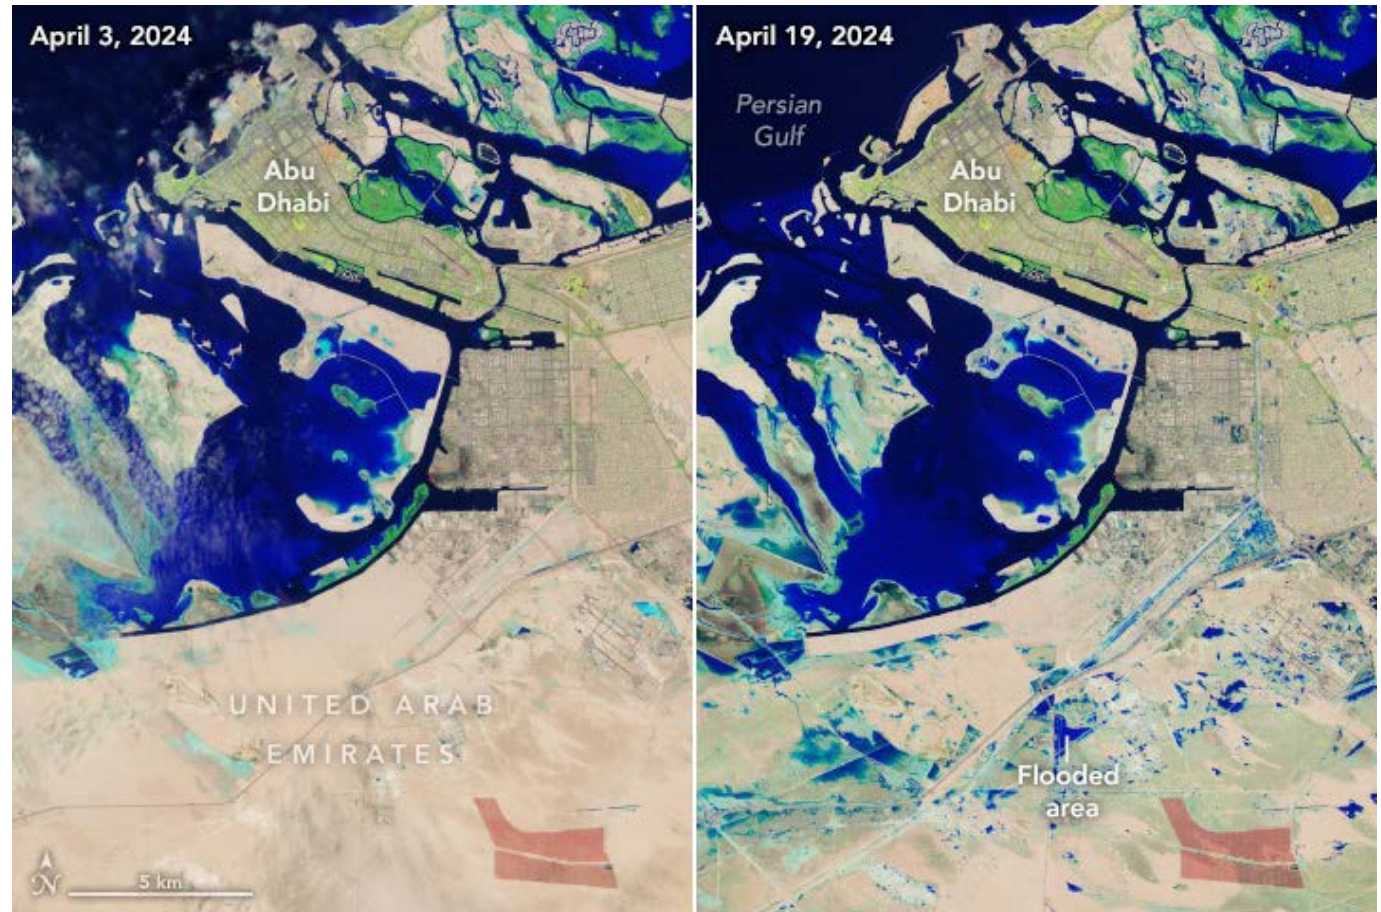 April 3, 2024
Abu
Dhabi
UNITED ARAB
EMIRATES
N
5 km
April 19, 2024
Persian
Gulf
Abu
Dhabi
Flooded
area